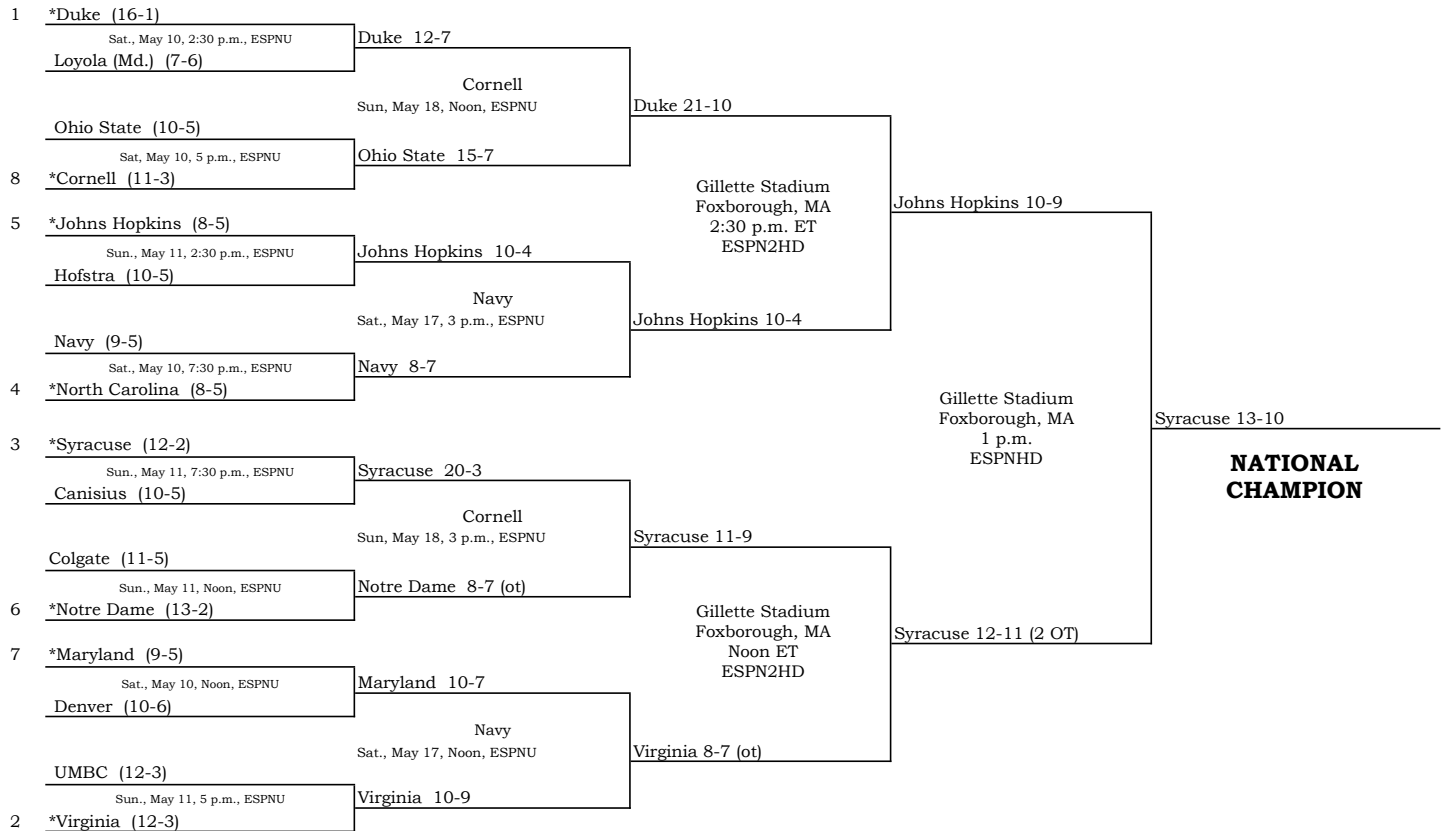 1 *Duke (16-1)
Sat., May 10, 2:30 p.m., ESPNU
Loyola (Md.) (7-6)
Duke 12-7
Cornell
Sun, May 18, Noon, ESPNU
Ohio State (10-5)
Sat, May 10, 5 p.m., ESPNU
8 *Cornell (11-3)
Ohio State 15-7
Duke 21-10
5 *Johns Hopkins (8-5)
Sun., May 11, 2:30 p.m., ESPNU
Hofstra (10-5)
Johns Hopkins 10-4
Navy
Sat., May 17, 3 p.m., ESPNU
Navy (9-5)
Sat., May 10, 7:30 p.m., ESPNU
4 *North Carolina (8-5)
Navy 8-7
Johns Hopkins 10-4
Gillette Stadium
Foxborough, MA
2:30 p.m. ET
ESPN2HD
Johns Hopkins 10-9
3 *Syracuse (12-2)
Sun., May 11, 7:30 p.m., ESPNU
Canisius (10-5)
Syracuse 20-3
Cornell
Sun, May 18, 3 p.m., ESPNU
Colgate (11-5)
Sun., May 11, Noon, ESPNU
6 *Notre Dame (13-2)
Notre Dame 8-7 (ot)
Syracuse 11-9
7 *Maryland (9-5)
Sat., May 10, Noon, ESPNU
Denver (10-6)
Maryland 10-7
Navy
Sat., May 17, Noon, ESPNU
UMBC (12-3)
Sun., May 11, 5 p.m., ESPNU
2 *Virginia (12-3)
Virginia 10-9
Virginia 8-7 (ot)
Gillette Stadium
Foxborough, MA
Noon ET
ESPN2HD
Syracuse 12-11 (2 OT)
Gillette Stadium
Foxborough, MA
1 p.m.
ESPNHD
Syracuse 13-10
NATIONAL
CHAMPION